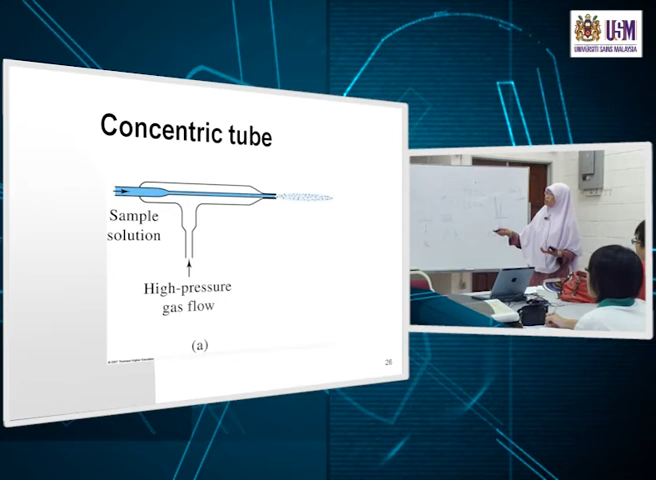 USM
UNIVERSITI SAINS MALAYSIA
Concentric tube
Sample
solution
High-pressure
gas flow
(a)
26